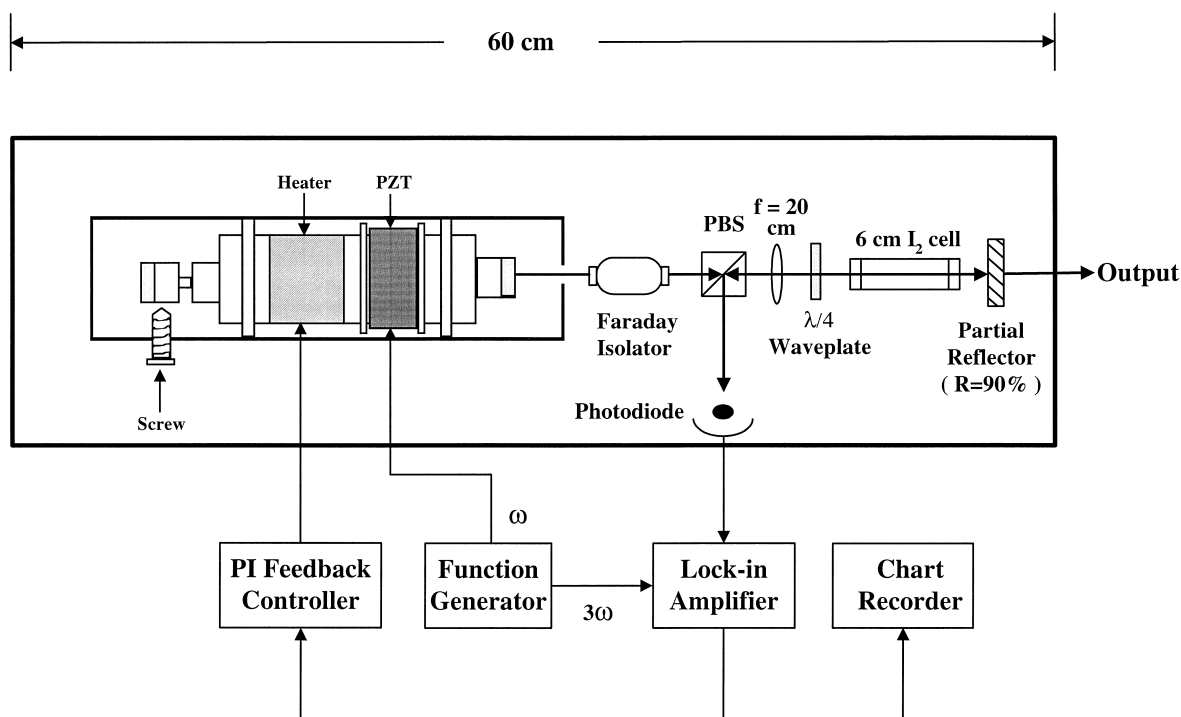 60 cm
Heater
PZT
PBS
f = 20
cm
6 cm I2 cell
Output
Faraday
Isolator
λ/4
Waveplate
Partial
Reflector
( R=90% )
Photodiode
Screw
ω
PI Feedback
Controller
Function
Generator
3ω
Lock-in
Amplifier
Chart
Recorder